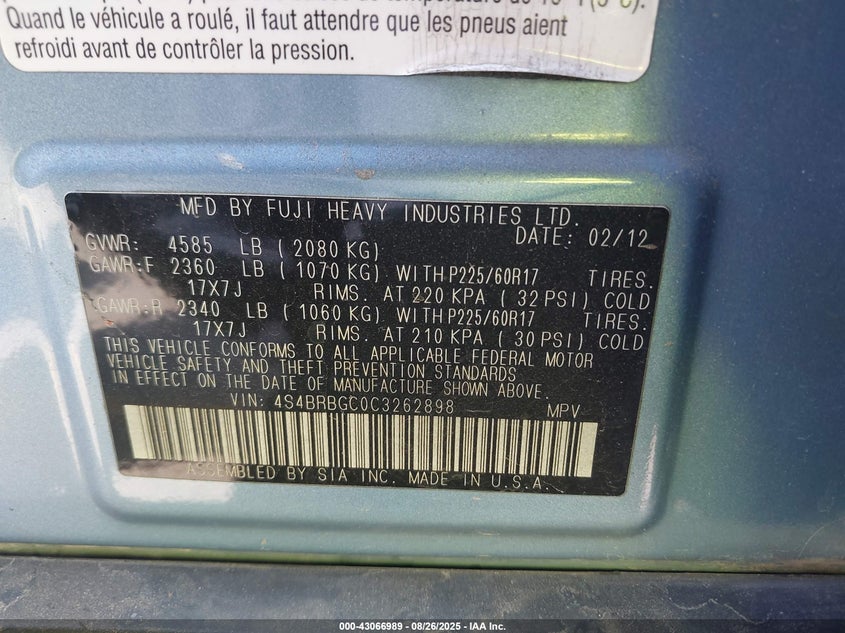 Quand le véhicule a roulé, il faut attendre que les pneus aient
refroidi avant de contrôler la pression.
MFD BY FUJI HEAVY INDUSTRIES LTD.
DATE: 02/12
GVWR: 4585 LB (2080 KG)
GAWR:F 2360 LB (1070 KG) WITH P225/60R17 TIRES.
17X7J RIMS. AT 220 KPA (32 PSI) COLD
GAWR:R 2340 LB (1060 KG) WITH P225/60R17 TIRES.
17X7J RIMS. AT 210 KPA (30 PSI) COLD
THIS VEHICLE CONFORMS TO ALL APPLICABLE FEDERAL MOTOR
VEHICLE SAFETY AND THEFT PREVENTION STANDARDS
IN EFFECT ON THE DATE OF MANUFACTURE SHOWN ABOVE.
VIN: 4S4BRBGC0C3262898 MPV
ASSEMBLED BY SIA INC. MADE IN U.S.A.
000-43066989 - 08/26/2025 - IAA Inc.